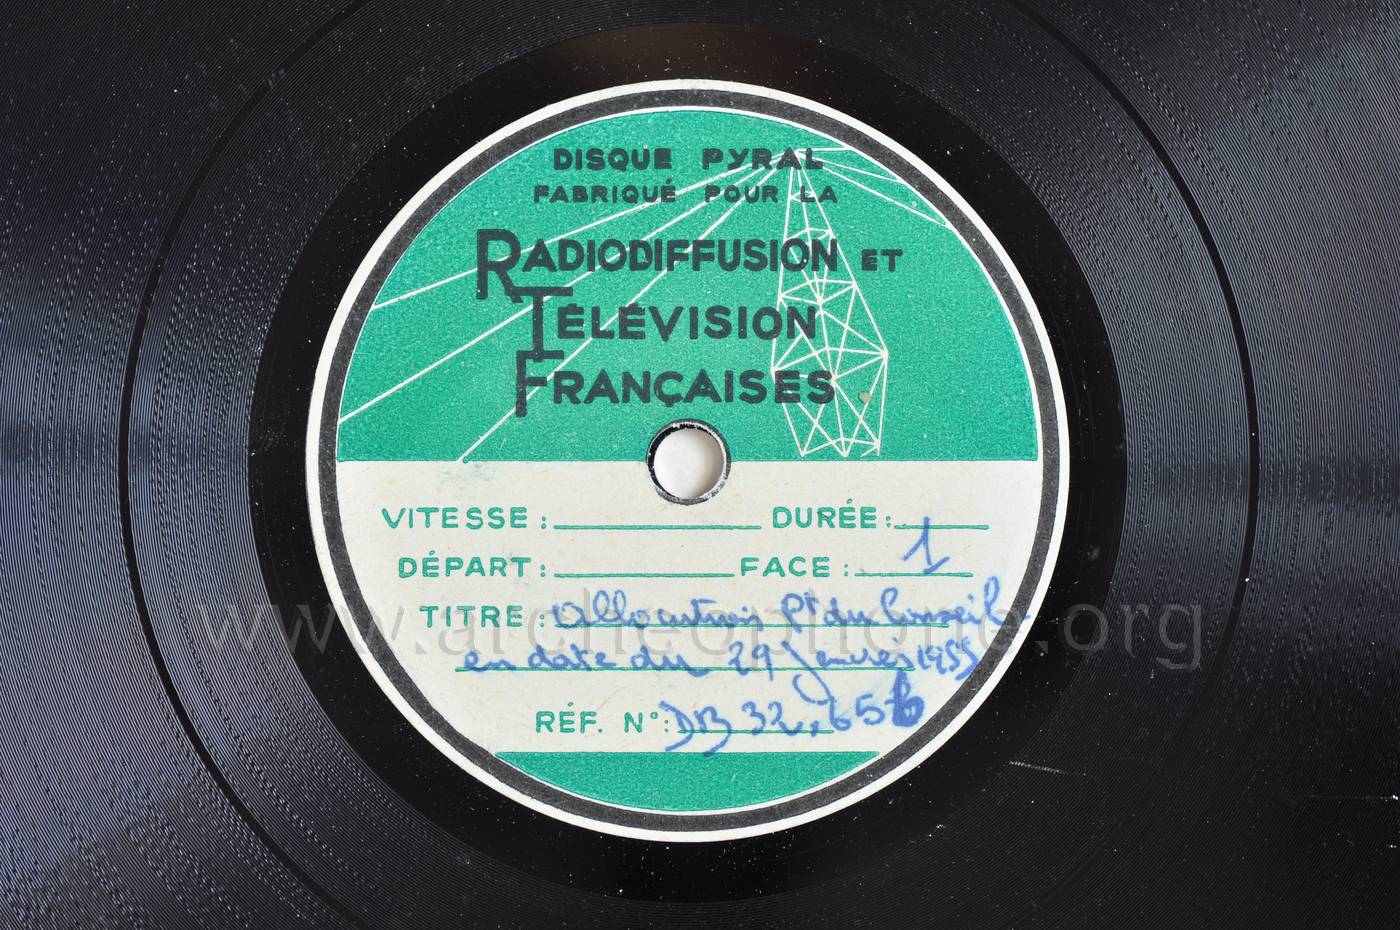 DISQUE PYRAL
FABRIQUÉ POUR LA
RADIODIFFUSION ET
TÉLÉVISION
FRANÇAISES
VITESSE : DURÉE :
DÉPART : FACE : 1
TITRE : allocution Pt du Conseil
en date du 29 janvier 1955
RÉF. N° : DB 32.656
www.archeophone.org